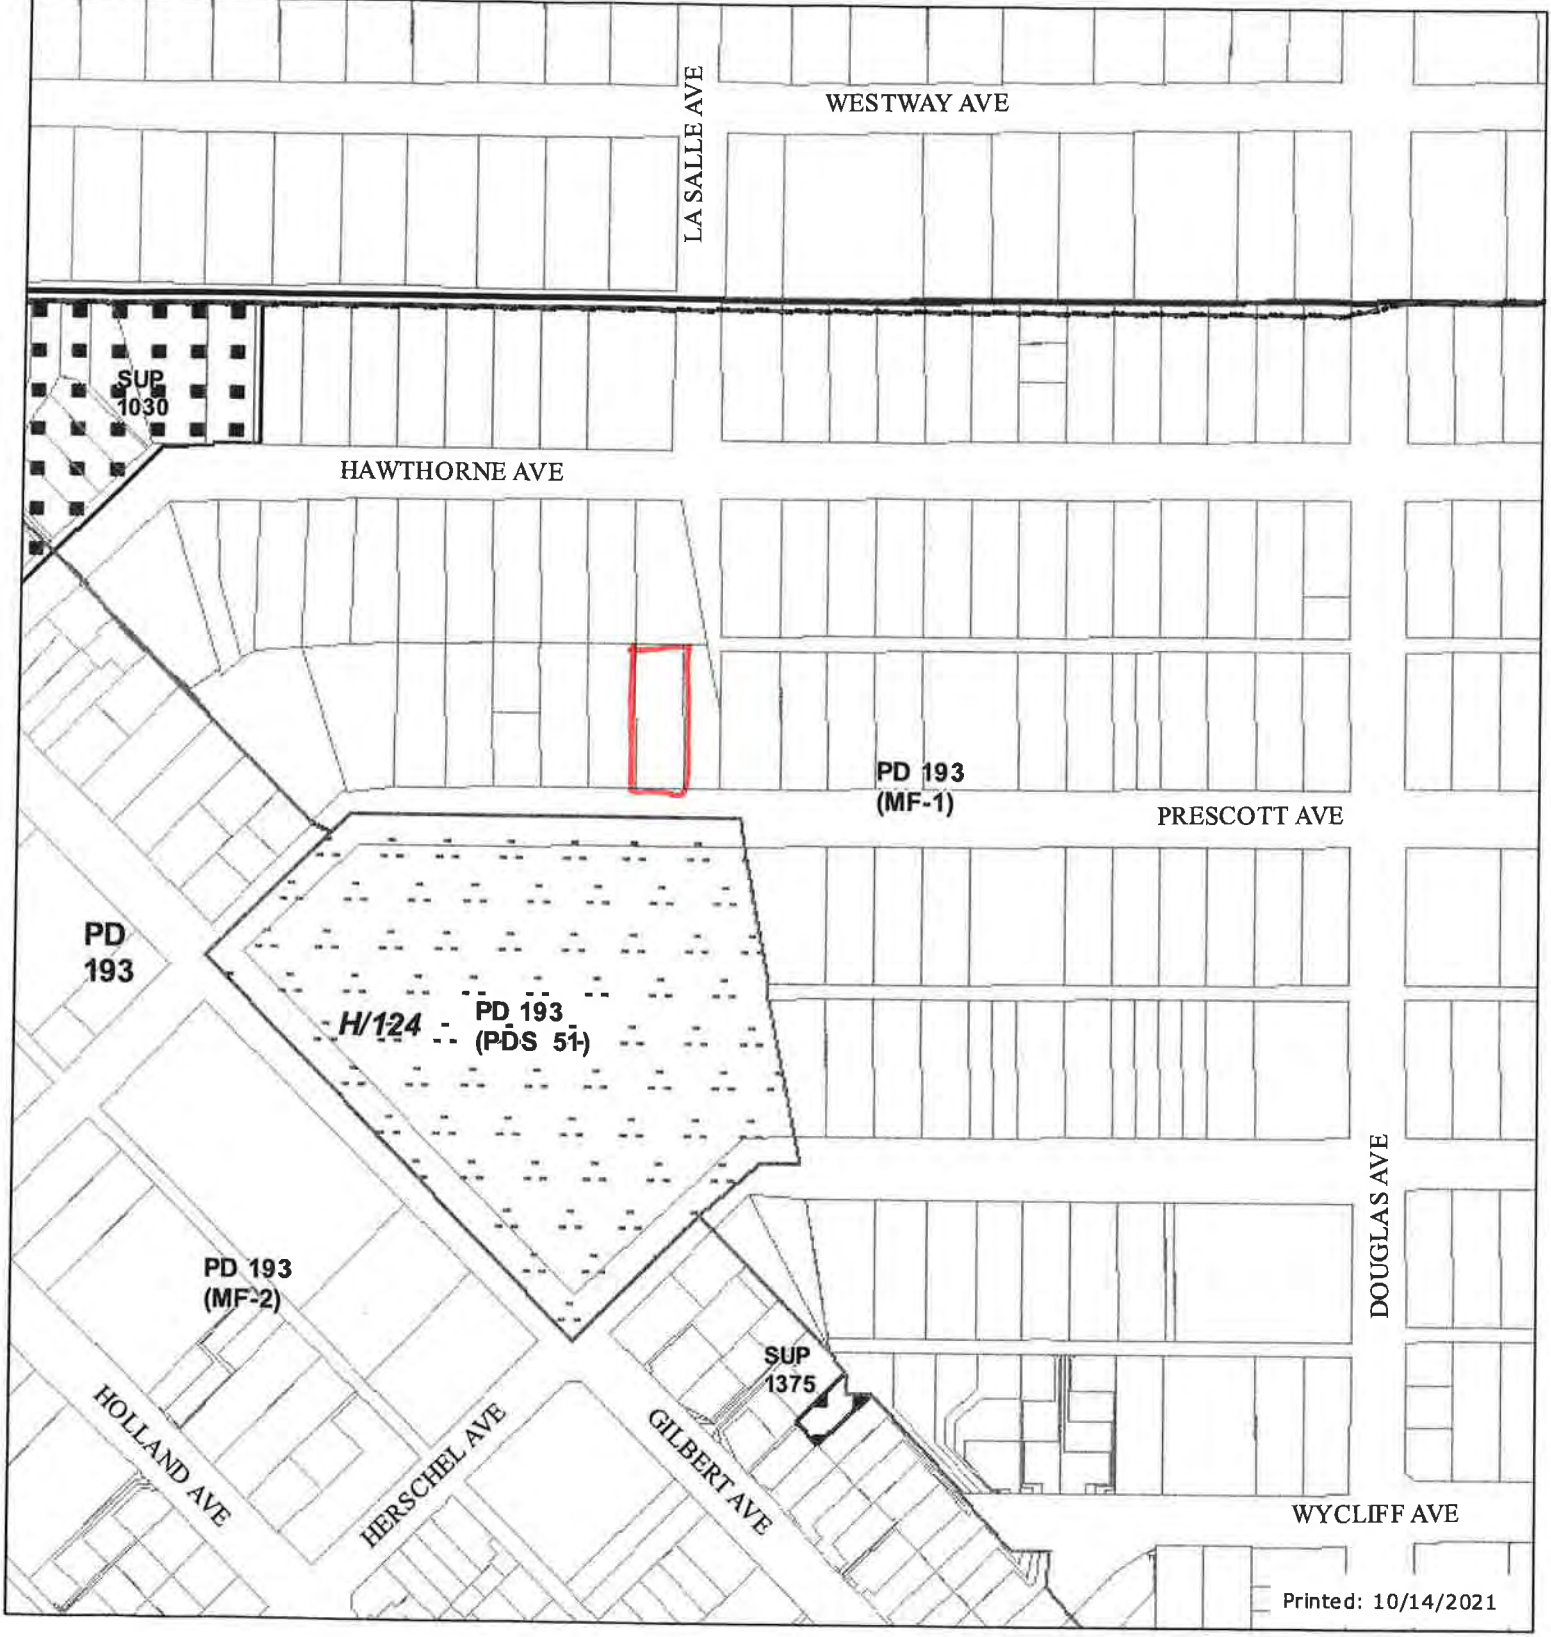 WESTWAY AVE
LA SALLE AVE
SUP
1030
HAWTHORNE AVE
PD 193
(MF-1)
PRESCOTT AVE
PD
193
H/124
PD 193
(PDS 51)
DOUGLAS AVE
PD 193
(MF-2)
SUP
1375
HOLLAND AVE
HERSCHEL AVE
GILBERT AVE
WYCLIFF AVE
Printed: 10/14/2021